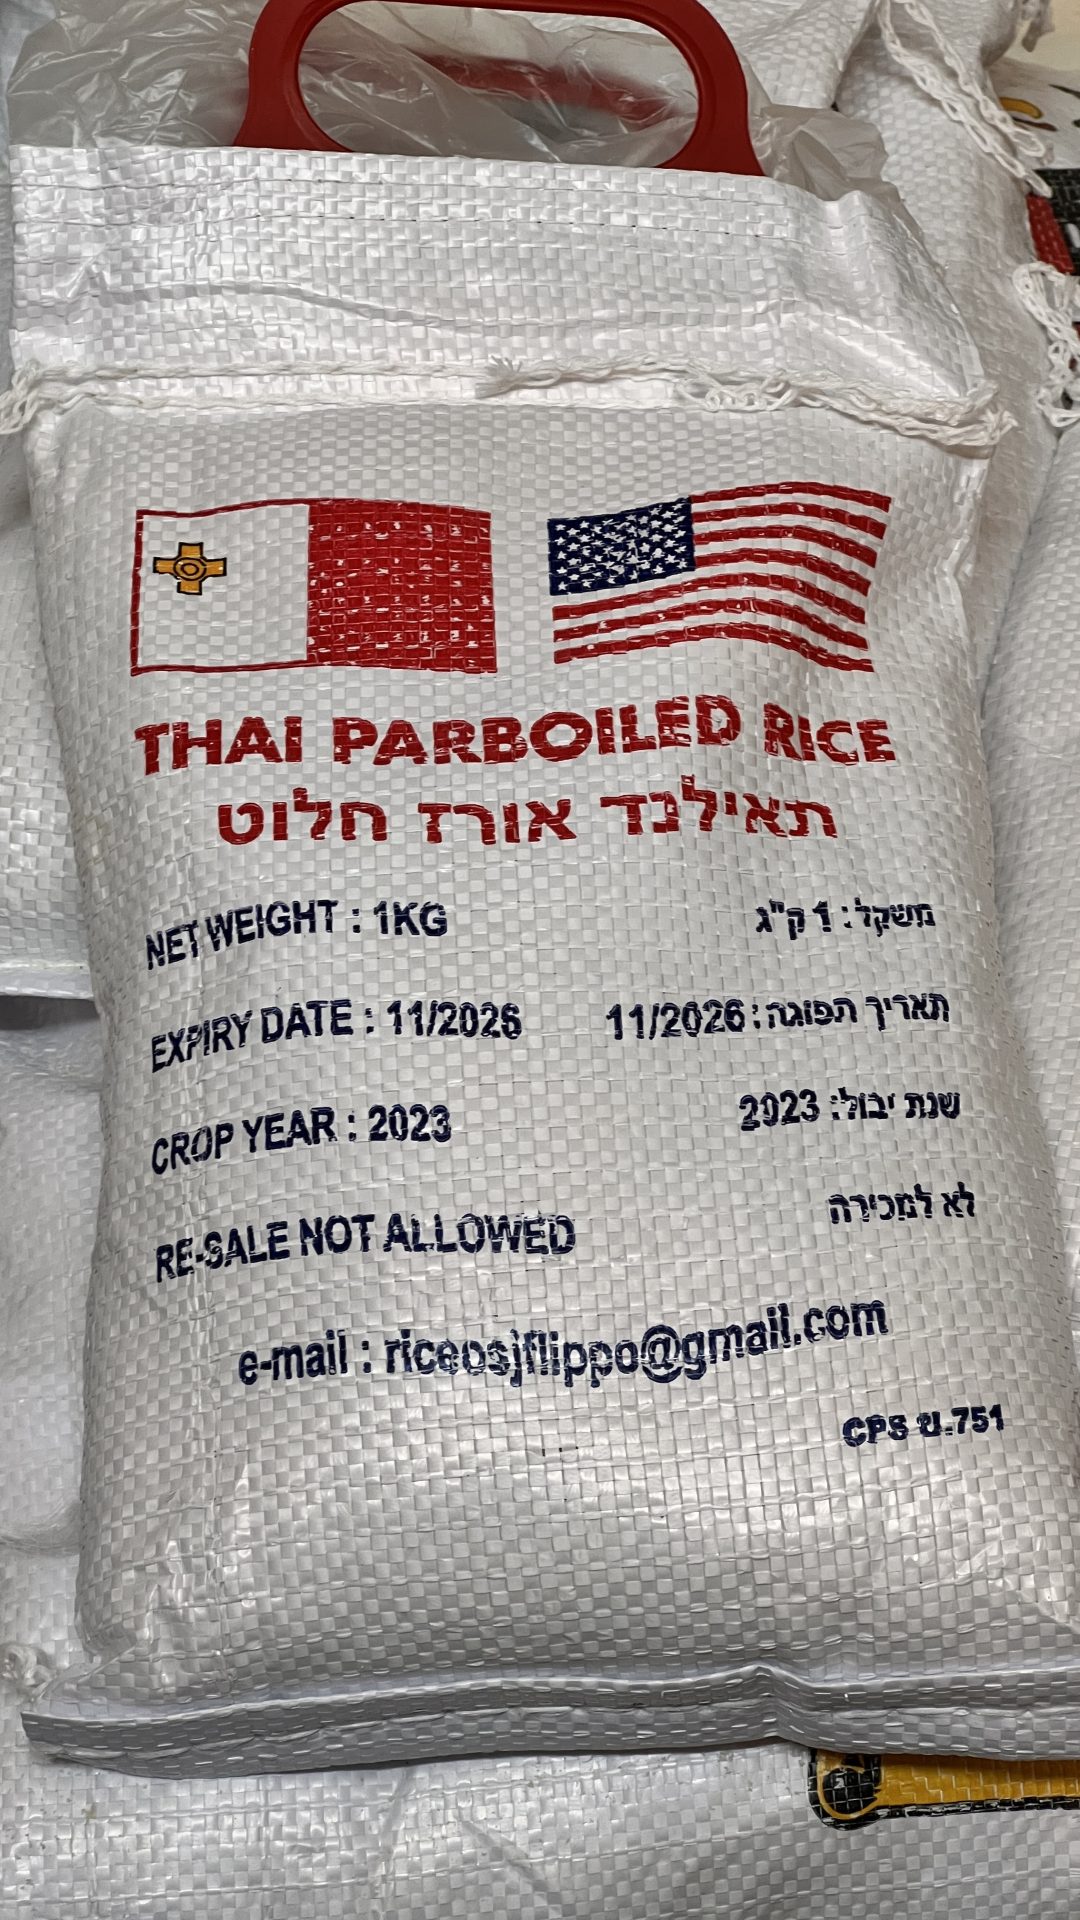 THAI PARBOILED RICE
תאילנד אורז חלוט
NET WEIGHT : 1KG
משקל: 1 ק"ג
EXPIRY DATE : 11/2026
תאריך תפוגה: 11/2026
CROP YEAR : 2023
שנת יבול: 2023
RE-SALE NOT ALLOWED
לא למכירה
e-mail : riceosjflippo@gmail.com
CPS ข.751